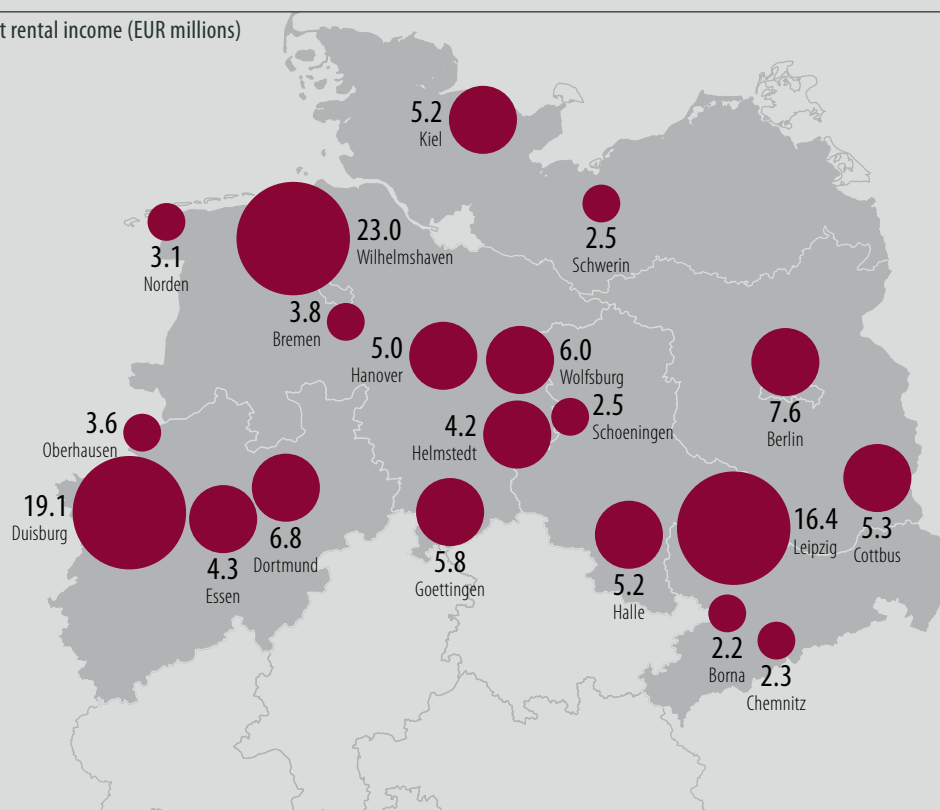 t rental income (EUR millions)
5.2
Kiel
2.5
Schwerin
3.1
Norden
23.0
Wilhelmshaven
3.8
Bremen
5.0
Hanover
6.0
Wolfsburg
7.6
Berlin
3.6
Oberhausen
4.2
Helmstedt
2.5
Schoeningen
19.1
Duisburg
4.3
Essen
6.8
Dortmund
5.8
Goettingen
5.2
Halle
16.4
Leipzig
5.3
Cottbus
2.2
Borna
2.3
Chemnitz